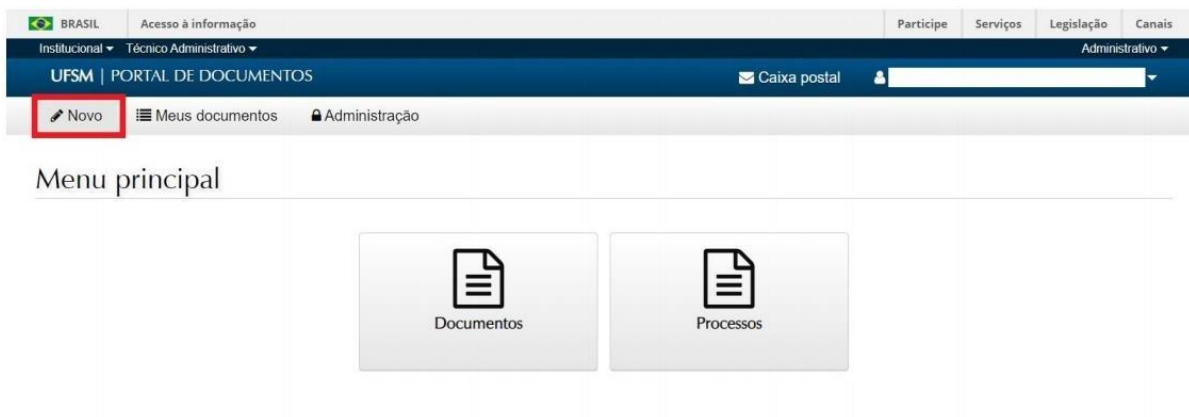 BRASIL Acesso à informação Participe Serviços Legislação Canais
Institucional Técnico Administrativo Administrativo
UFSM | PORTAL DE DOCUMENTOS Caixa postal
Novo Meus documentos Administração
Menu principal
Documentos Processos